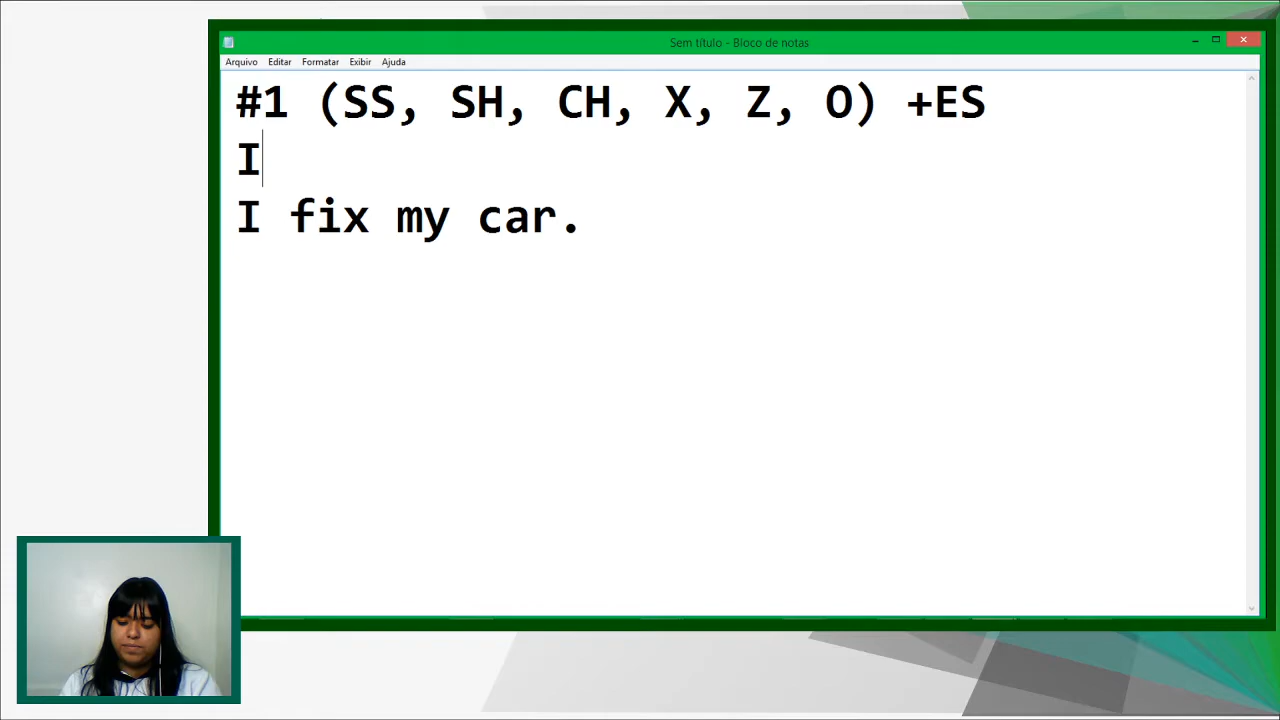 Sem título - Bloco de notas
Arquivo Editar Formatar Exibir Ajuda
#1 (SS, SH, CH, X, Z, O) +ES
I
I fix my car.